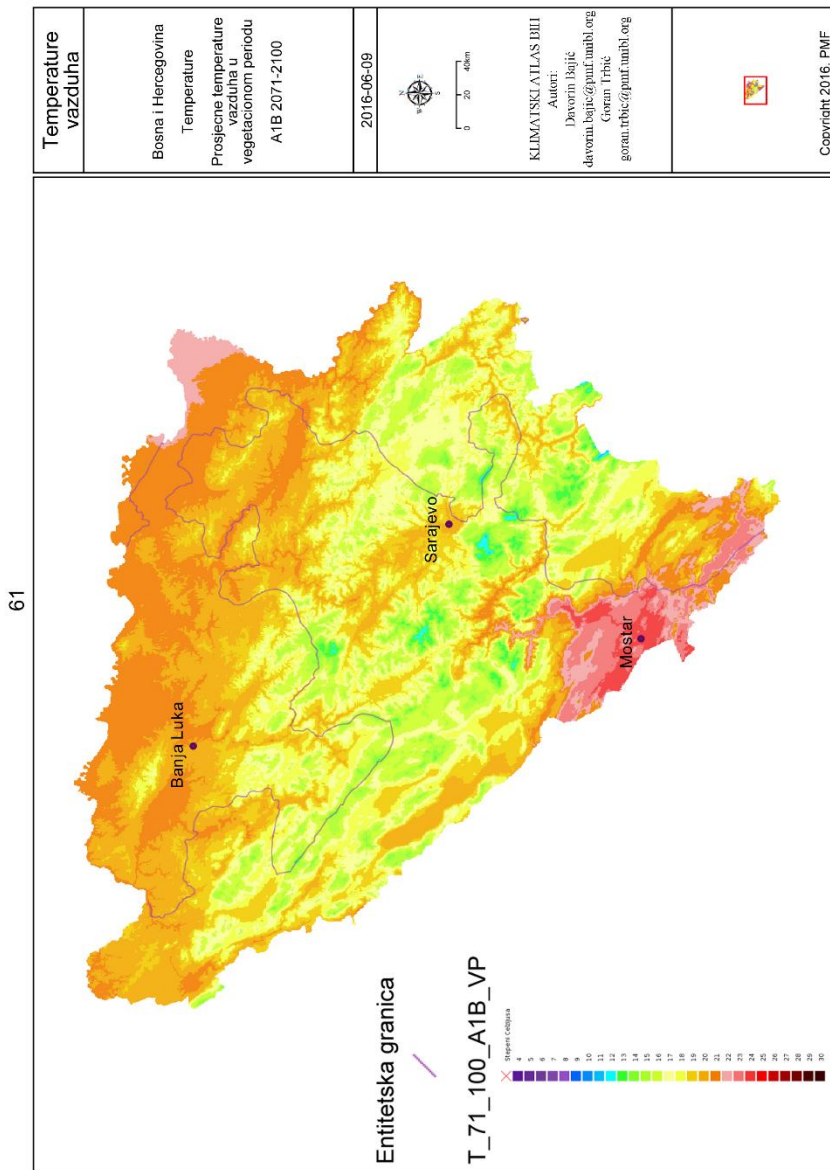 61
Temperature
vazduha
Bosna i Hercegovina
Temperature
Prosjecne temperature
vazduha u
vegetacionom periodu
A1B 2071-2100
2016-06-09
N
W
E
S
0 20 40km
KLIMATSKI ATLAS BIH
Autori:
Davorin Bajić
davorin.bajic@pmf.unibl.org
Goran Trbić
goran.trbic@pmf.unibl.org
Copyright 2016. PMF
Banja Luka
Sarajevo
Mostar
Entitetska granica
T_71_100_A1B_VP
Stepeni Celzijusa
4
5
6
7
8
9
10
11
12
13
14
15
16
17
18
19
20
21
22
23
24
25
26
27
28
29
30